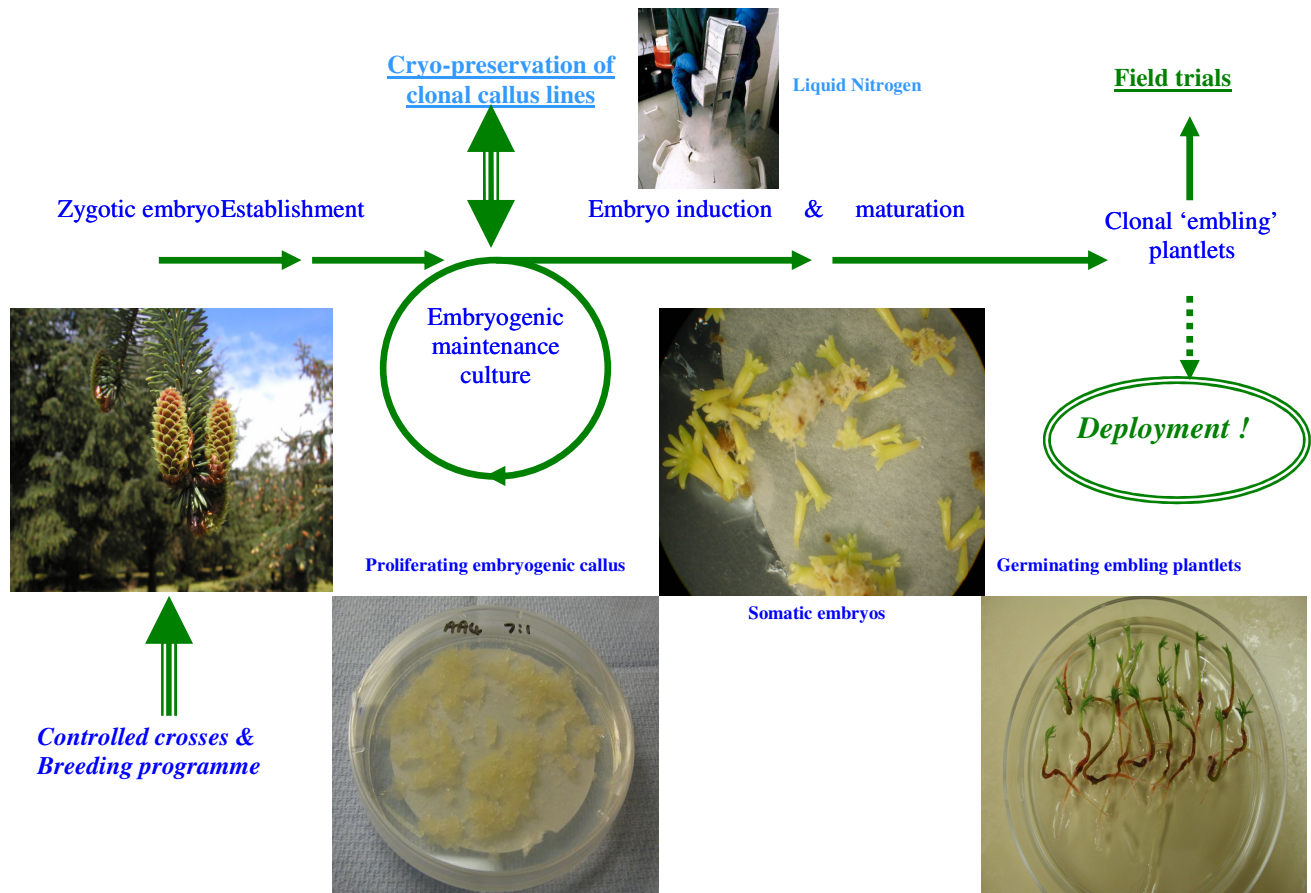 Cryo-preservation of
clonal callus lines
Liquid Nitrogen
Field trials
Zygotic embryoEstablishment
Embryo induction & maturation
Clonal ‘embling’
plantlets
Embryogenic
maintenance
culture
Deployment !
Proliferating embryogenic callus
Germinating embling plantlets
Somatic embryos
AA4 7:1
Controlled crosses &
Breeding programme